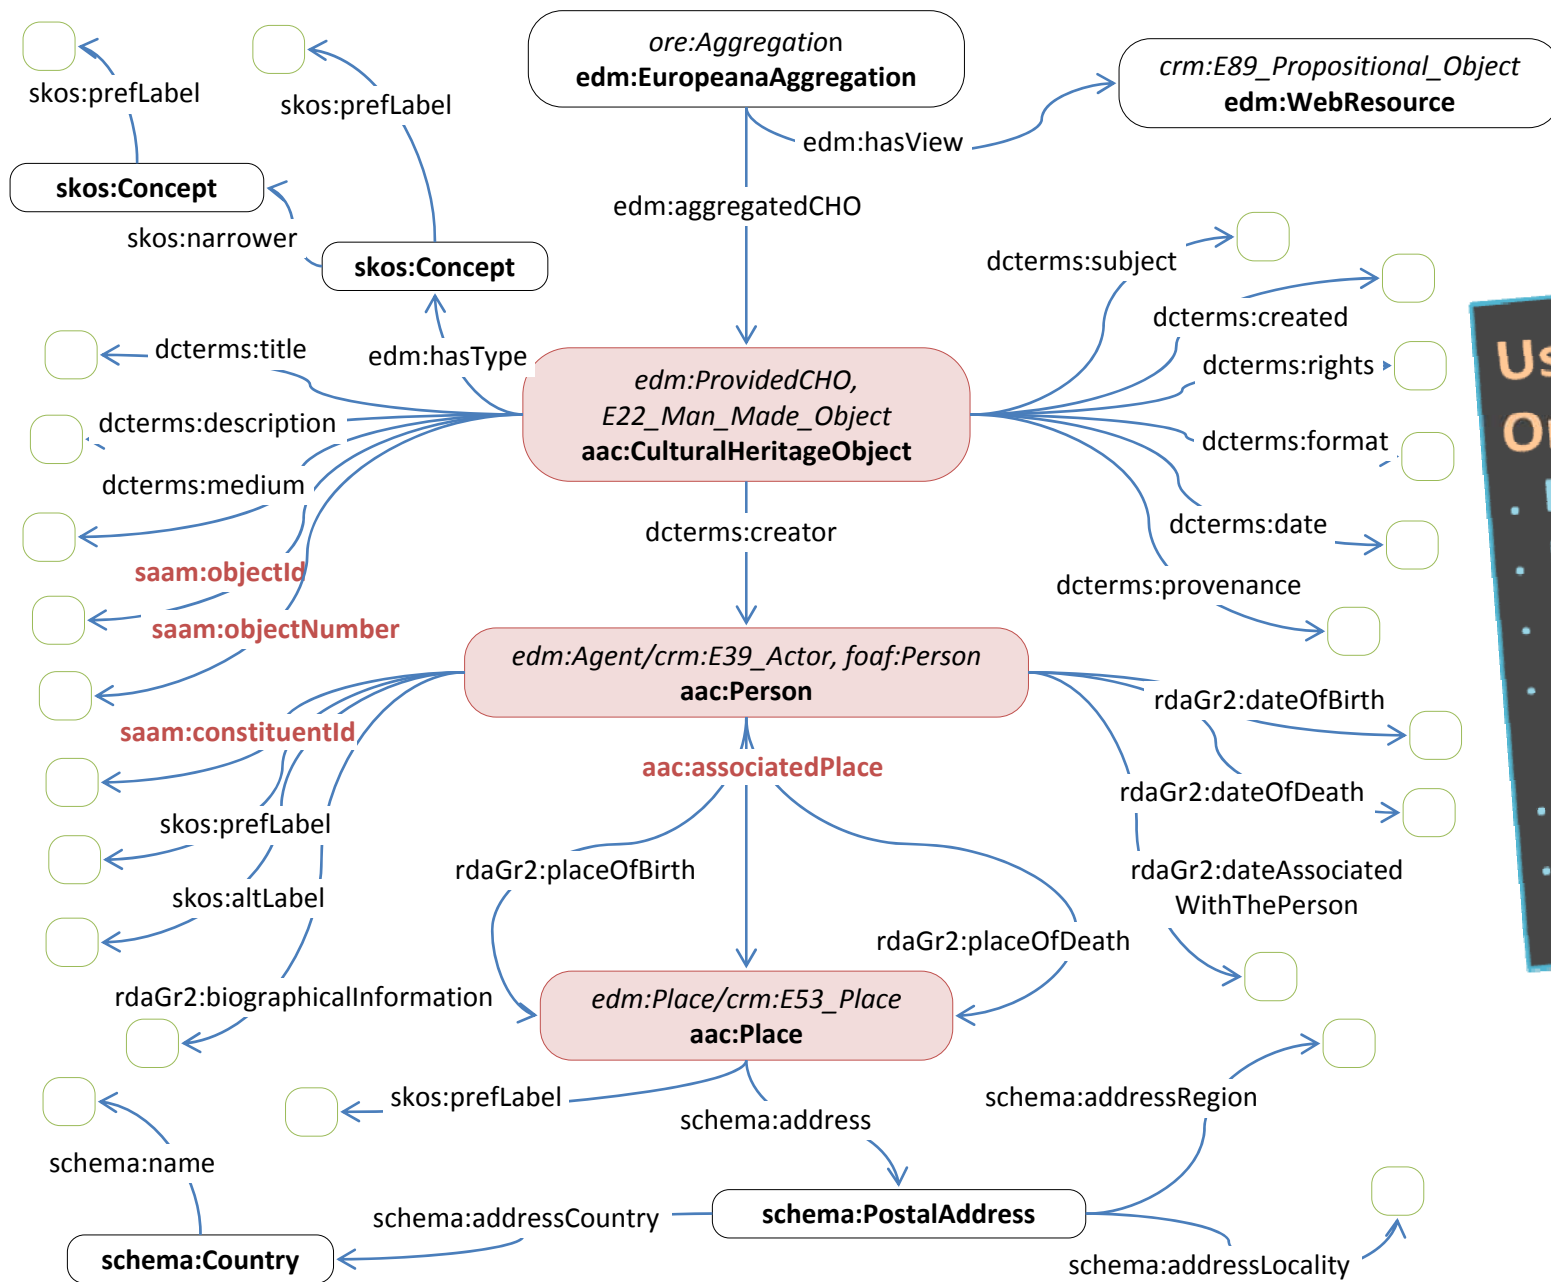 ore:Aggregation
edm:EuropeanaAggregation
crm:E89_Propositional_Object
edm:WebResource
skos:prefLabel
skos:prefLabel
edm:hasView
skos:Concept
edm:aggregatedCHO
skos:narrower
skos:Concept
dcterms:subject
dcterms:created
dcterms:title
edm:hasType
dcterms:rights
edm:ProvidedCHO,
E22_Man_Made_Object
aac:CulturalHeritageObject
dcterms:description
dcterms:format
dcterms:medium
dcterms:creator
dcterms:date
saam:objectId
dcterms:provenance
saam:objectNumber
edm:Agent/crm:E39_Actor, foaf:Person
aac:Person
rdaGr2:dateOfBirth
saam:constituentId
aac:associatedPlace
rdaGr2:dateOfDeath
skos:prefLabel
rdaGr2:placeOfBirth
rdaGr2:dateAssociated
WithThePerson
skos:altLabel
rdaGr2:placeOfDeath
rdaGr2:biographicalInformation
edm:Place/crm:E53_Place
aac:Place
skos:prefLabel
schema:address
schema:addressRegion
schema:name
schema:addressCountry
schema:PostalAddress
schema:Country
schema:addressLocality